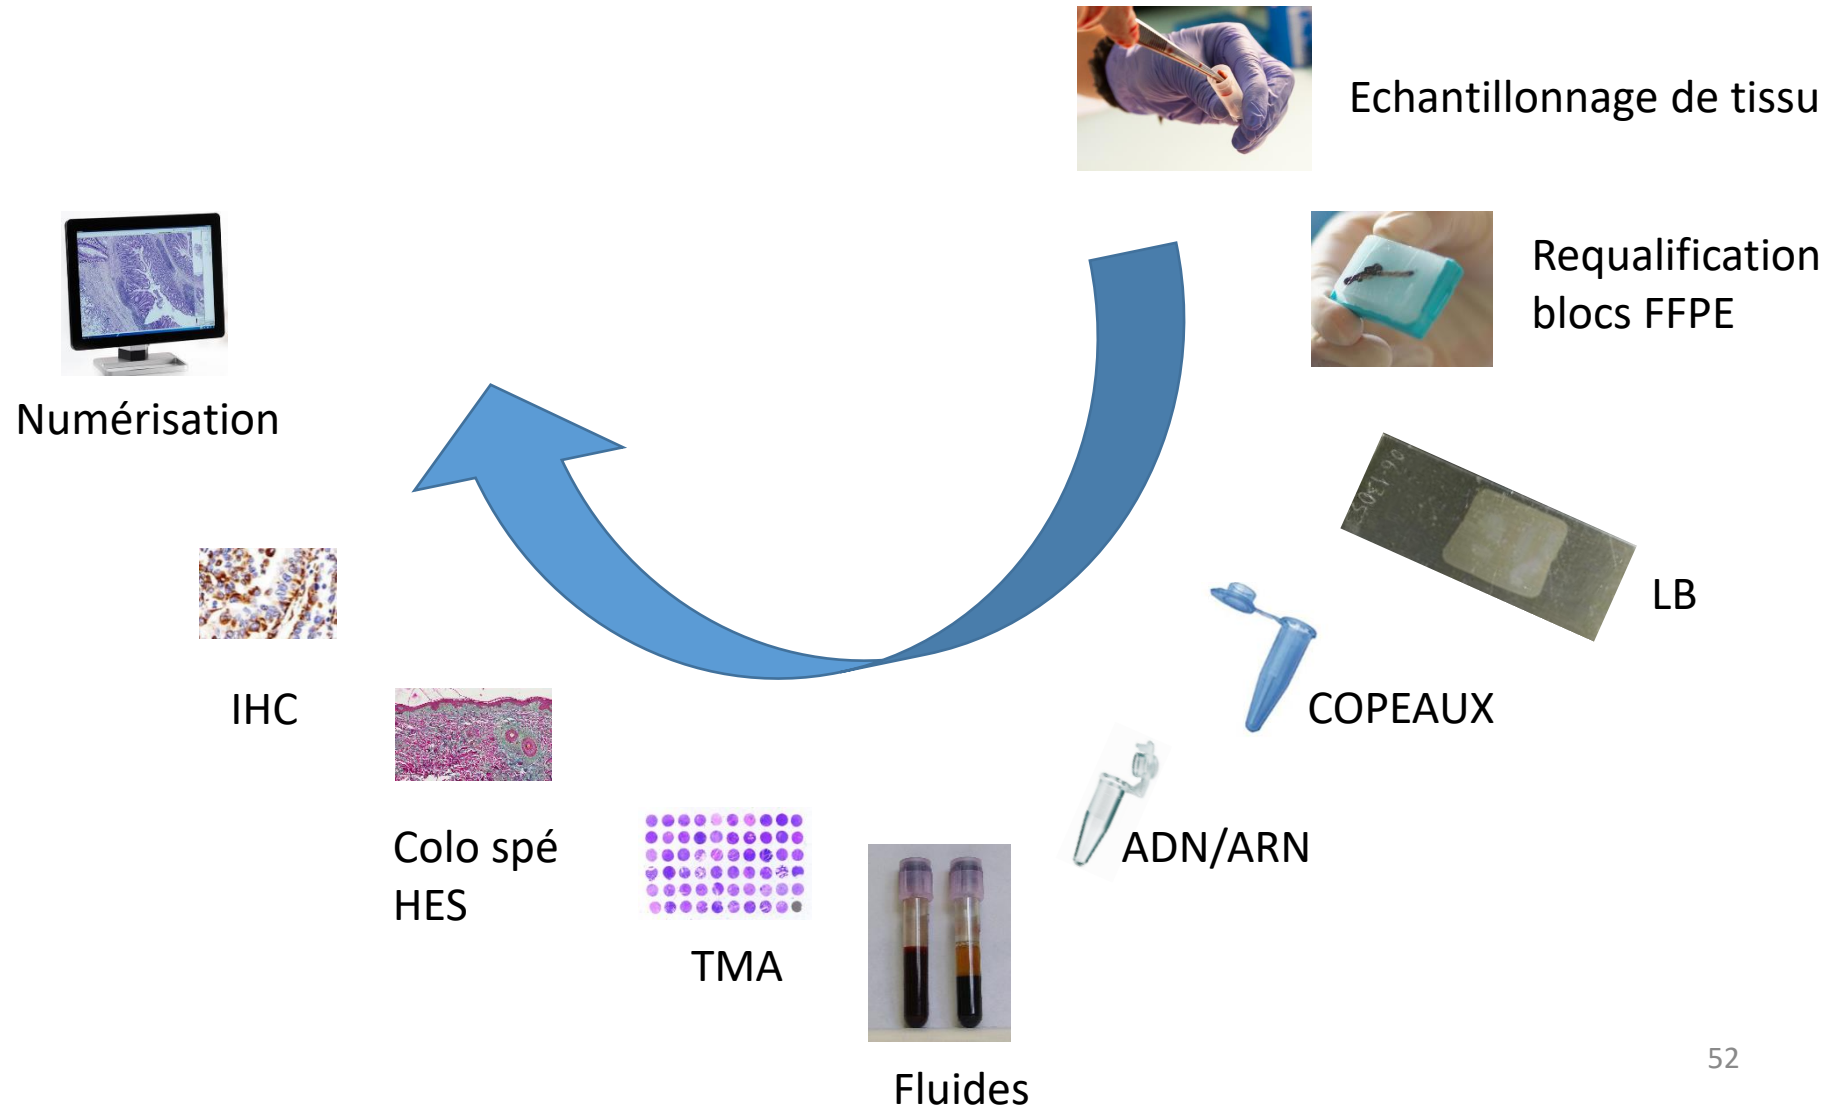 Echantillonnage de tissu
Requalification
blocs FFPE
Numérisation
LB
IHC
COPEAUX
Colo spé
HES
ADN/ARN
TMA
Fluides
52